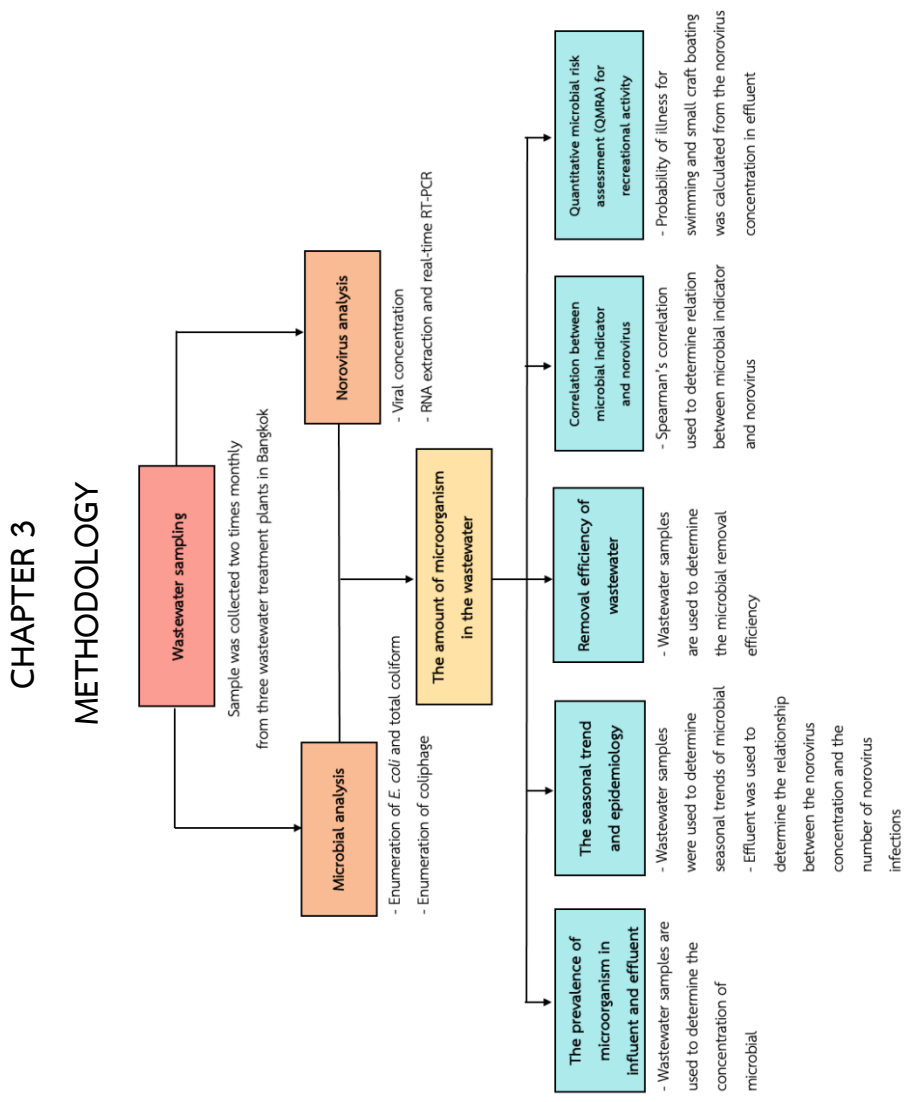 CHAPTER 3
METHODOLOGY
Wastewater sampling
Sample was collected two times monthly
from three wastewater treatment plants in Bangkok
Microbial analysis
- Enumeration of E. coli and total coliform
- Enumeration of coliphage
Norovirus analysis
- Viral concentration
- RNA extraction and real-time RT-PCR
The amount of microorganism
in the wastewater
The prevalence of
microorganism in
influent and effluent
- Wastewater samples are
used to determine the
concentration of
microbial
The seasonal trend
and epidemiology
- Wastewater samples
were used to determine
seasonal trends of microbial
- Effluent was used to
determine the relationship
between the norovirus
concentration and the
number of norovirus
infections
Removal efficiency of
wastewater
- Wastewater samples
are used to determine
the microbial removal
efficiency
Correlation between
microbial indicator
and norovirus
- Spearman's correlation
used to determine relation
between microbial indicator
and norovirus
Quantitative microbial risk
assessment (QMRA) for
recreational activity
- Probability of illness for
swimming and small craft boating
was calculated from the norovirus
concentration in effluent